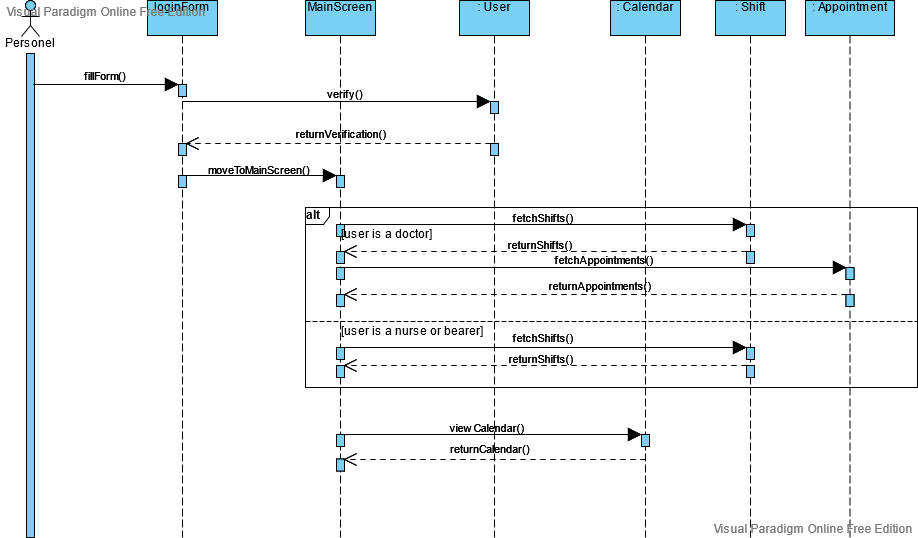 Visual Paradigm Online Free Edition
loginForm
MainScreen
: User
: Calendar
: Shift
: Appointment
Personel
fillForm()
verify()
returnVerification()
moveToMainScreen()
alt
fetchShifts()
[user is a doctor]
returnShifts()
fetchAppointments()
returnAppointments()
[user is a nurse or bearer]
fetchShifts()
returnShifts()
view Calendar()
returnCalendar()
Visual Paradigm Online Free Edition